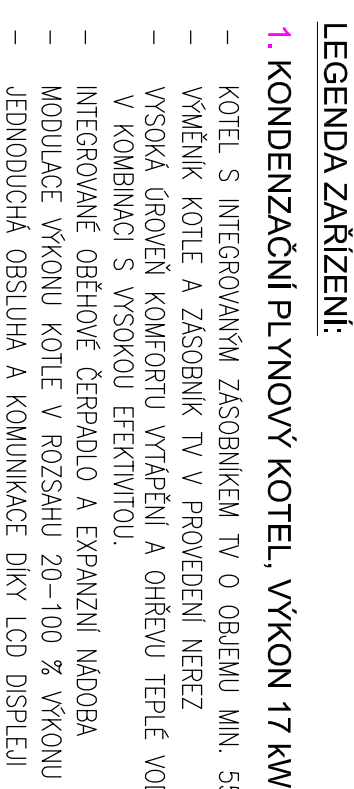 LEGENDA ZAŘÍZENÍ:
1. KONDENZAČNÍ PLYNOVÝ KOTEL, VÝKON 17 kW
- KOTEL S INTEGROVANÝM ZÁSOBNÍKEM TV O OBJEMU MIN.
- VÝMĚNÍK KOTLE A ZÁSOBNÍK TV V PROVEDENÍ NEREZ
- VYSOKÁ ÚROVEŇ KOMFORTU VYTÁPĚNÍ A OHŘEVU TEPLÉ
V KOMBINACI S VYSOKOU EFEKTIVITOU.
- INTEGROVANÉ OBĚHOVÉ ČERPADLO A EXPANZNÍ NÁDOBA
- MODULACE VÝKONU KOTLE V ROZSAHU 20-100 % VÝKONU
- JEDNODUCHÁ OBSLUHA A KOMUNIKACE DÍKY LCD DISPLEJI